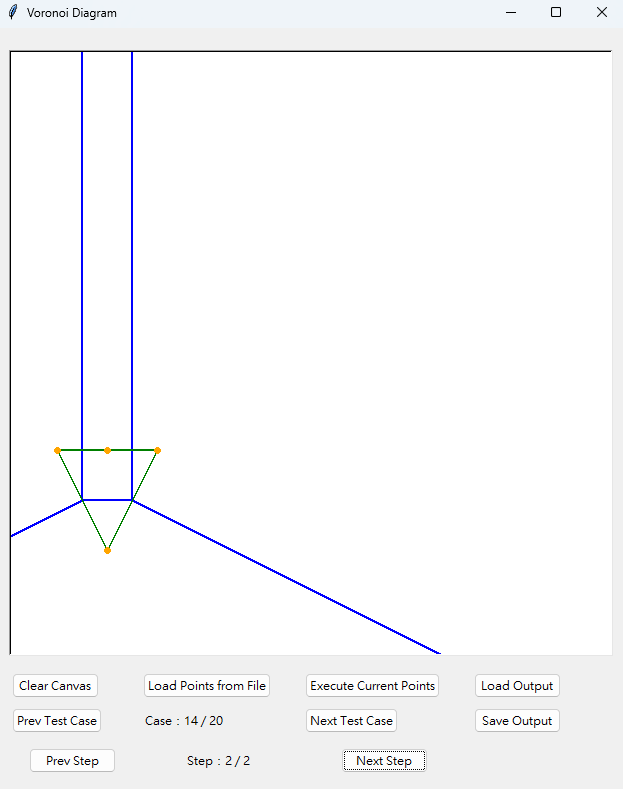 Voronoi Diagram
Clear Canvas Load Points from File Execute Current Points Load Output
Prev Test Case Case : 14 / 20 Next Test Case Save Output
Prev Step Step : 2 / 2 Next Step